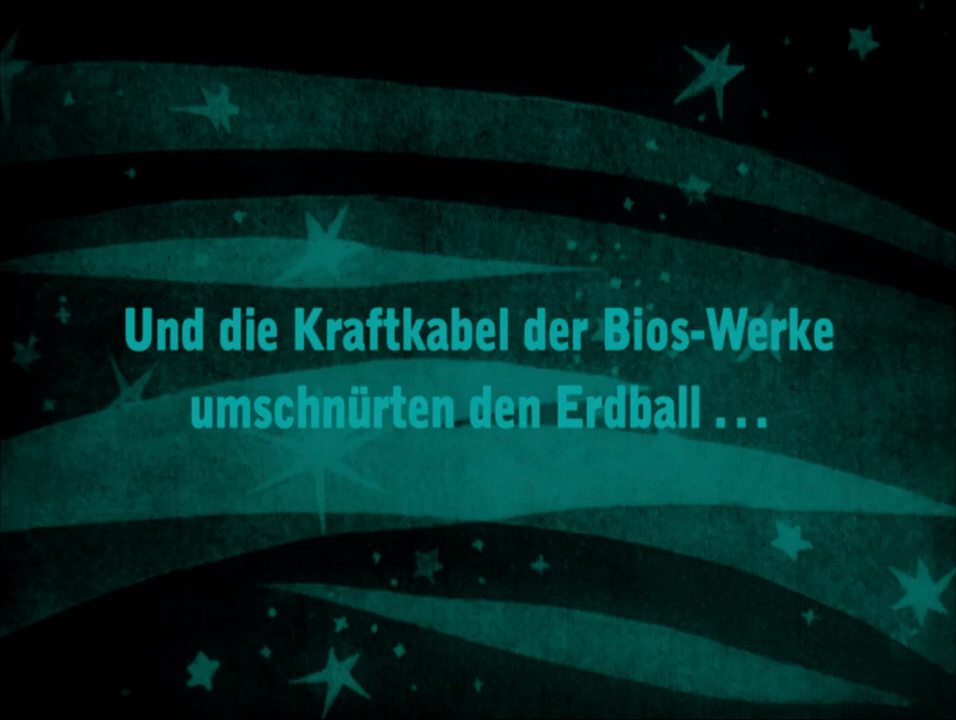 Und die Kraftkabel der Bios-Werke
umschnürten den Erdball . . .